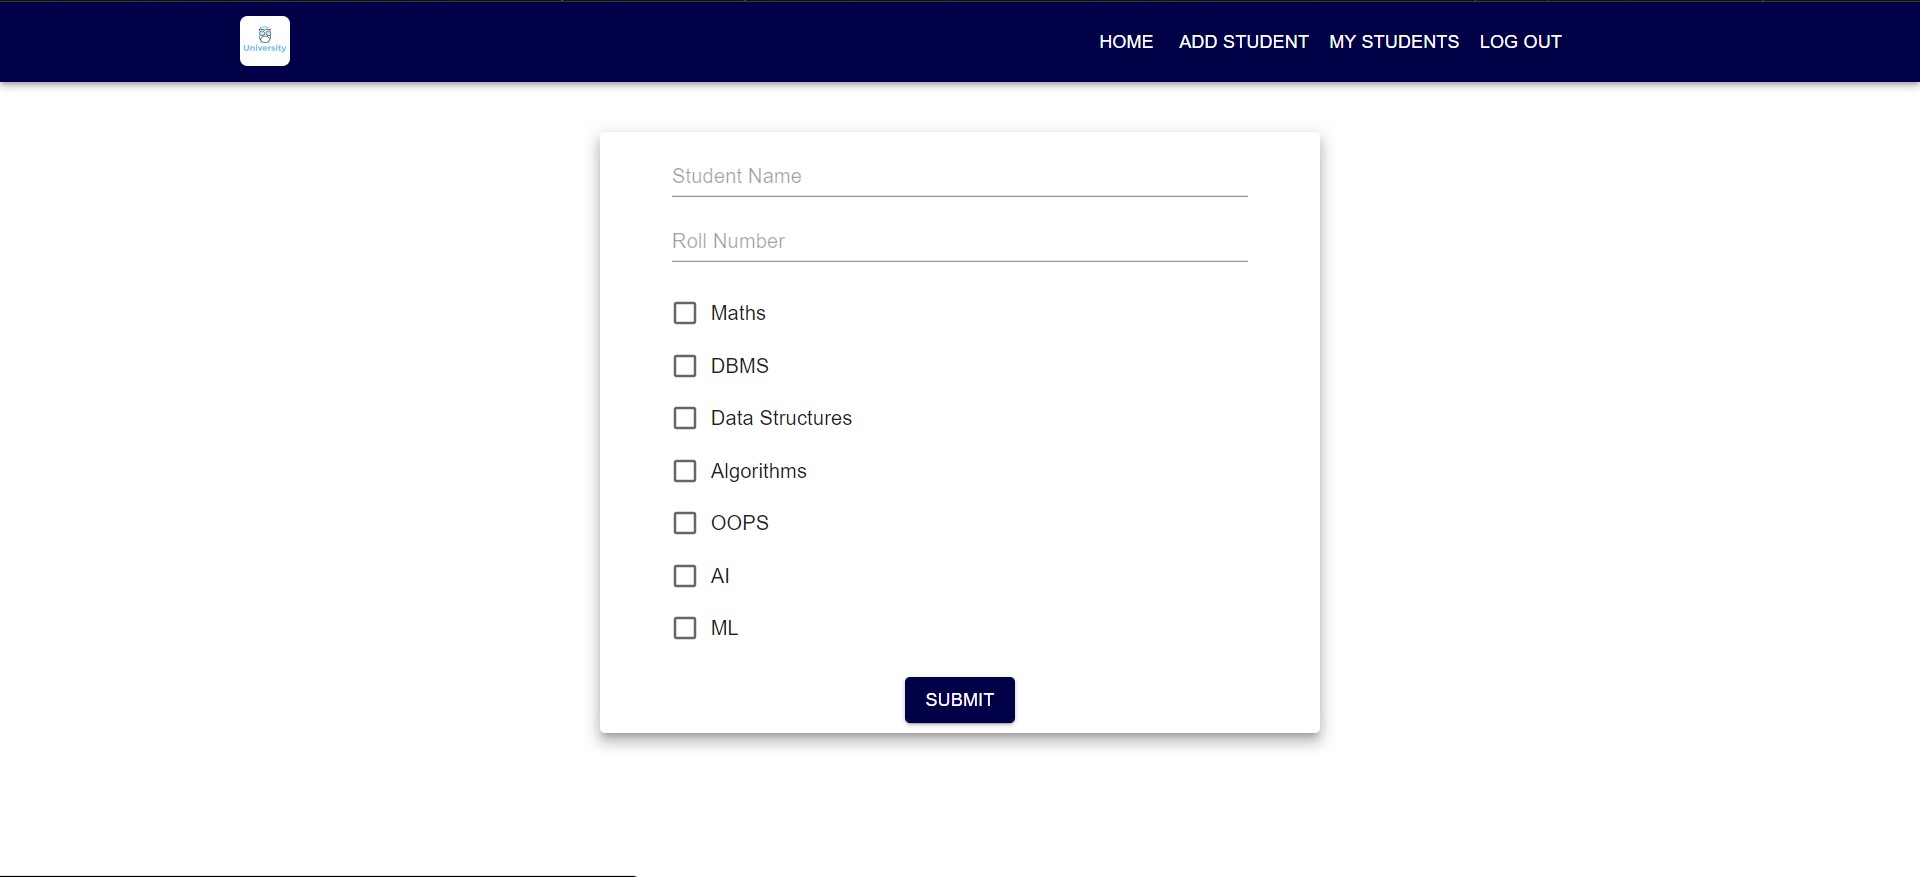 University
HOME ADD STUDENT MY STUDENTS LOG OUT
Student Name
Roll Number
Maths
DBMS
Data Structures
Algorithms
OOPS
AI
ML
SUBMIT